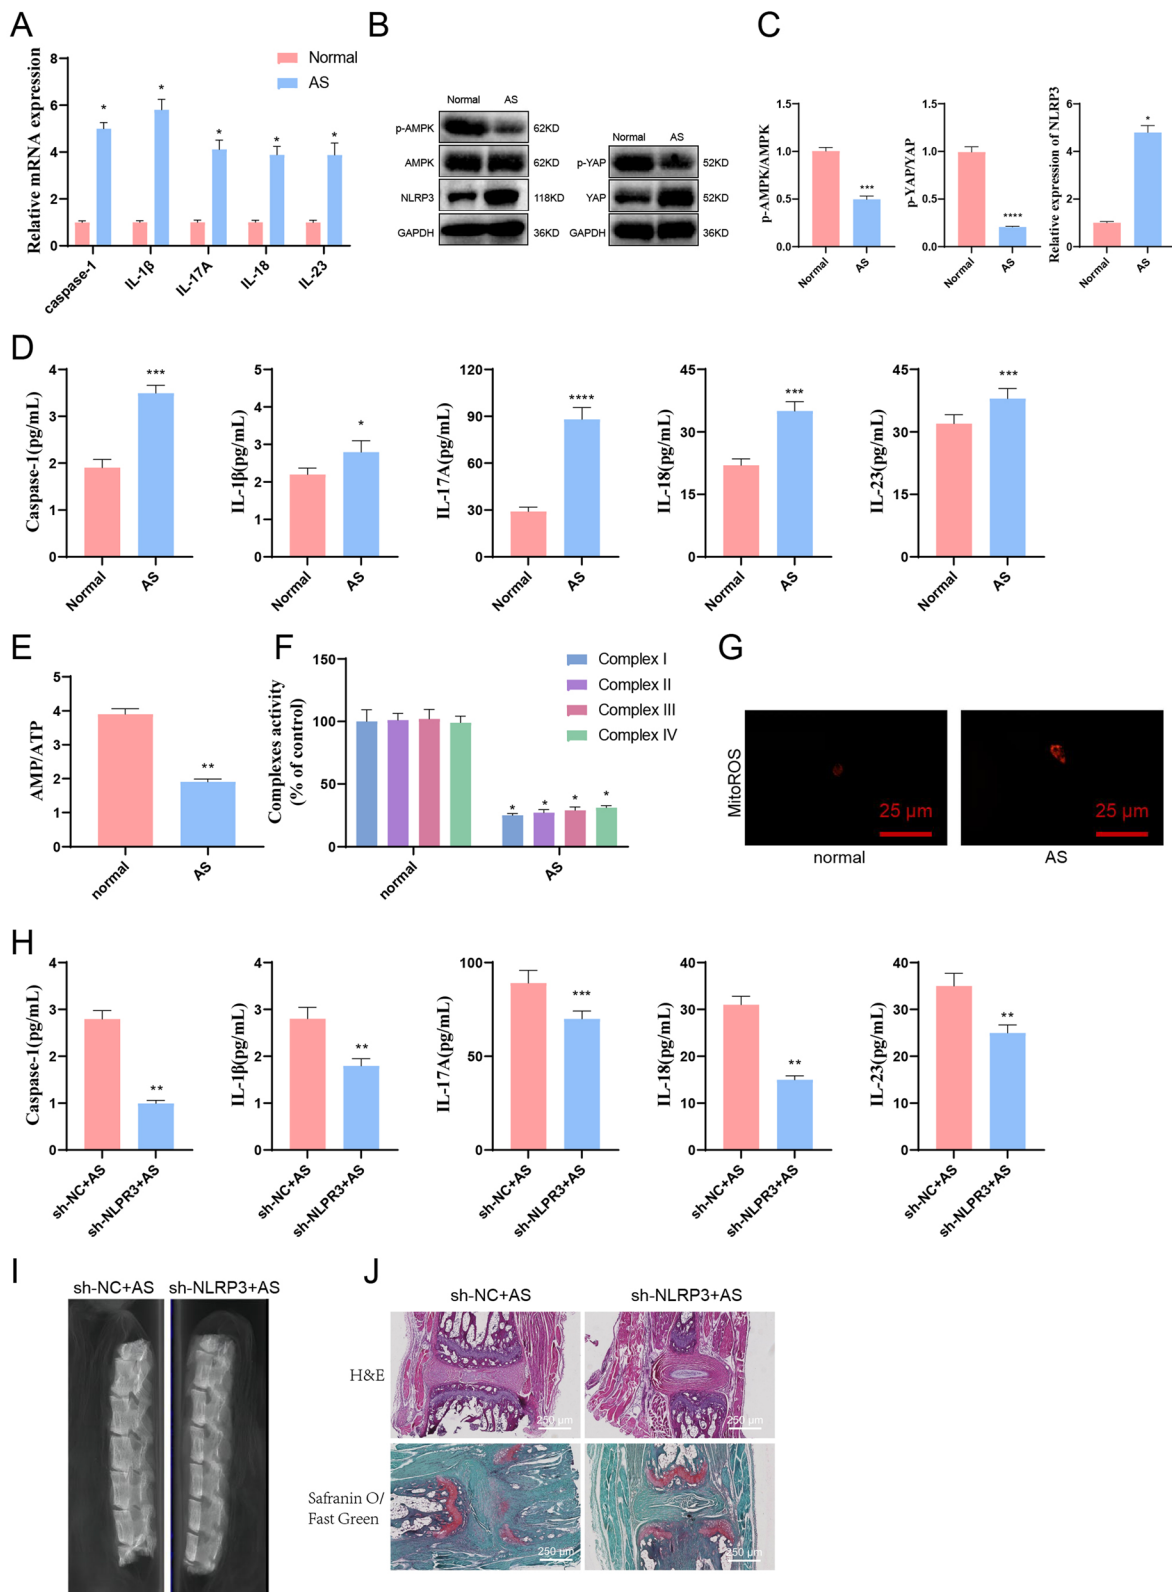 A
Relative mRNA expression
8
6
4
2
0
Normal
AS
*
*
*
*
*
caspase-1
IL-1β
IL-17A
IL-18
IL-23
B
Normal AS
p-AMPK 62KD
AMPK 62KD
NLRP3 118KD
GAPDH 36KD
Normal AS
p-YAP 52KD
YAP 52KD
GAPDH 36KD
C
p-AMPK/AMPK
1.5
1.0
0.5
0.0
***
Normal
AS
p-YAP/YAP
1.5
1.0
0.5
0.0
****
Normal
AS
Relative expression of NLRP3
6
4
2
0
*
Normal
AS
D
Caspase-1(pg/mL)
4
3
2
1
0
***
Normal
AS
IL-1β(pg/mL)
5
4
3
2
1
0
*
Normal
AS
IL-17A(pg/mL)
120
90
60
30
0
****
Normal
AS
IL-18(pg/mL)
45
30
15
0
***
Normal
AS
IL-23(pg/mL)
45
30
15
0
***
Normal
AS
E
AMP/ATP
5
4
3
2
1
0
**
normal
AS
F
Complexes activity
(% of control)
150
100
50
0
Complex I
Complex II
Complex III
Complex IV
* * * *
normal
AS
G
MitoROS
25 μm
25 μm
normal
AS
H
Caspase-1(pg/mL)
4
3
2
1
0
**
sh-NC+AS
sh-NLPR3+AS
IL-1β(pg/mL)
4
3
2
1
0
**
sh-NC+AS
sh-NLPR3+AS
IL-17A(pg/mL)
100
50
0
***
sh-NC+AS
sh-NLPR3+AS
IL-18(pg/mL)
40
30
20
10
0
**
sh-NC+AS
sh-NLPR3+AS
IL-23(pg/mL)
40
30
20
10
0
**
sh-NC+AS
sh-NLPR3+AS
I
sh-NC+AS sh-NLRP3+AS
J
sh-NC+AS sh-NLRP3+AS
H&E
250 μm
250 μm
Safranin O/
Fast Green
250 μm
250 μm